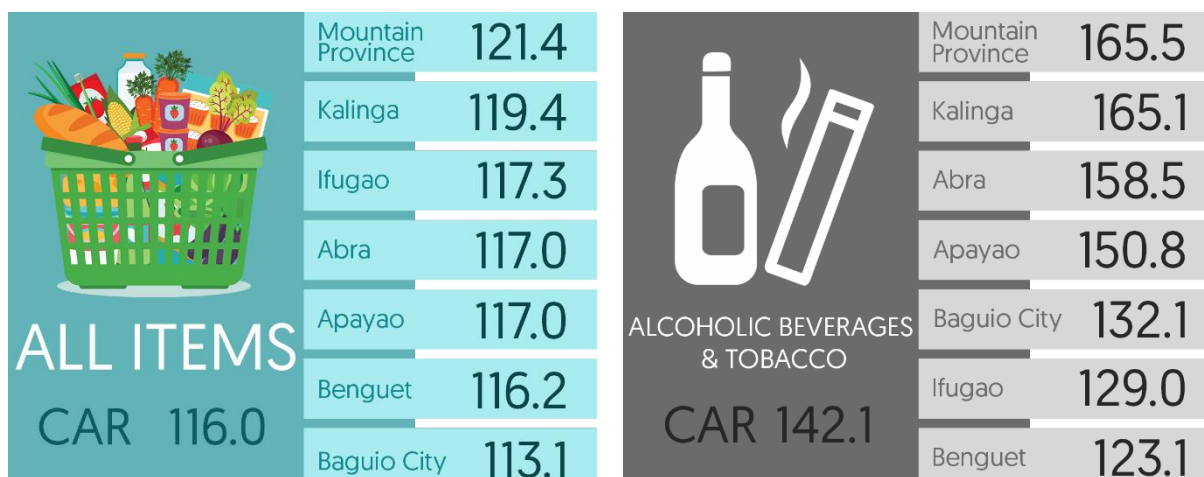 Mountain
Province 121.4
Kalinga 119.4
Ifugao 117.3
Abra 117.0
Apayao 117.0
Benguet 116.2
Baguio City 113.1
ALL ITEMS
CAR 116.0
Mountain
Province 165.5
Kalinga 165.1
Abra 158.5
Apayao 150.8
Baguio City 132.1
Ifugao 129.0
Benguet 123.1
ALCOHOLIC BEVERAGES
& TOBACCO
CAR 142.1